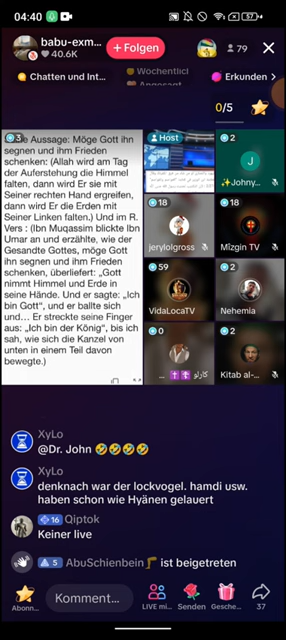 04:40
57
babu-exm...
40.6K
+ Folgen
79
Chatten und Int...
Wöchentlich
Angesagt
Erkunden >
0/5
3
Aussage: Möge Gott ihn
segnen und ihm Frieden
schenken: (Allah wird am Tag
der Auferstehung die Himmel
falten, dann wird Er sie mit
Seiner rechten Hand ergreifen,
dann wird Er die Erden mit
Seiner Linken falten.) Und im R.
Vers : (Ibn Muqassim blickte Ibn
Umar an und erzählte, wie der
Gesandte Gottes, möge Gott
ihn segnen und ihm Frieden
schenken, überliefert: „Gott
nimmt Himmel und Erde in
seine Hände. Und er sagte: „Ich
bin Gott“, und er ballte sich
und... Er streckte seine Finger
aus: „Ich bin der König“, bis ich
sah, wie sich die Kanzel von
unten in einem Teil davon
bewegte.)
Host
2
J
Johny...
18
jerylolgross
18
Mizgin TV
59
VidaLocaTV
2
Nehemia
0
... كارلو
2
Kitab al-...
XyLo
@Dr. John 🤣🤣🤣🤣
XyLo
denknach war der lockvogel. hamdi usw.
haben schon wie Hyänen gelauert
16 Qiptok
Keiner live
5 AbuSchienbein🦵 ist beigetreten
Abonn...
Kommen...
LIVE mi...
Senden
Gesche...
37